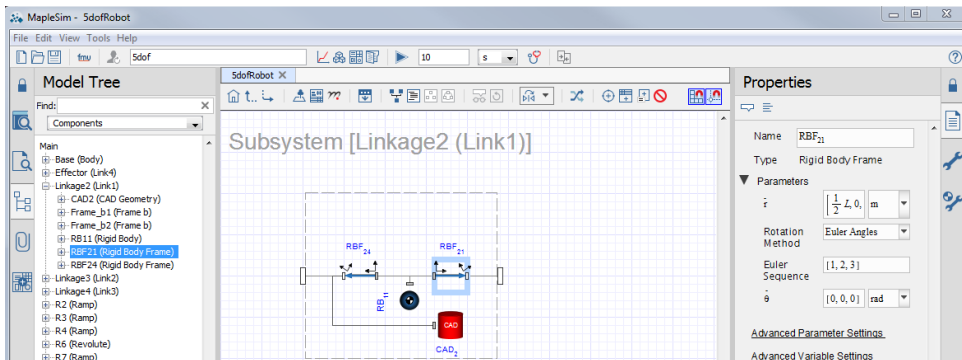 MapleSim - 5dofRobot
File Edit View Tools Help
fmu 5dof 10 s
Model Tree
Find:
Components
Main
Base (Body)
Effector (Link4)
Linkage2 (Link1)
CAD2 (CAD Geometry)
Frame_b1 (Frame b)
Frame_b2 (Frame b)
RB11 (Rigid Body)
RBF21 (Rigid Body Frame)
RBF24 (Rigid Body Frame)
Linkage3 (Link2)
Linkage4 (Link3)
R2 (Ramp)
R3 (Ramp)
R4 (Ramp)
R6 (Revolute)
R7 (Ramp)
5dofRobot
Subsystem [Linkage2 (Link1)]
RBF24
RBF21
RB11
CAD
CAD2
Properties
Name RBF21
Type Rigid Body Frame
Parameters
r̄ [1/2 L, 0, m
Rotation Method Euler Angles
Euler Sequence [1, 2, 3]
θ̄ [0, 0, 0] rad
Advanced Parameter Settings
Advanced Variable Settings